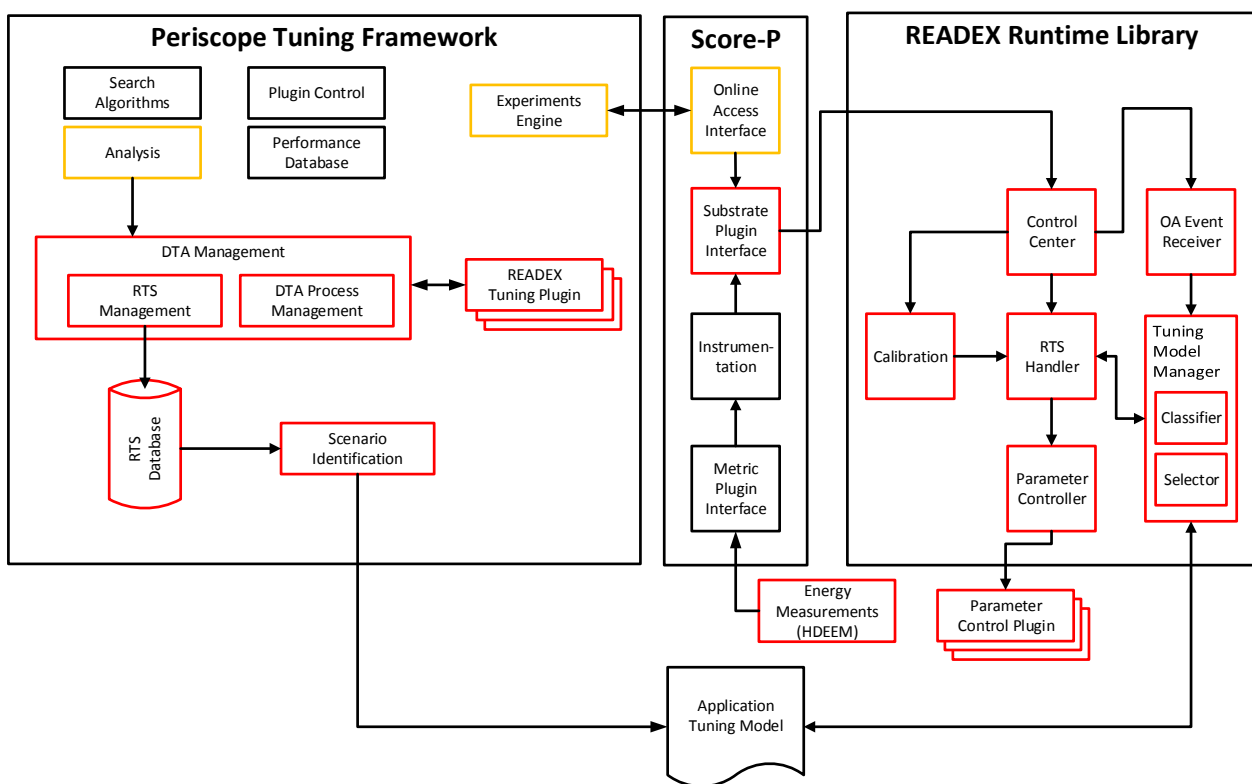 Periscope Tuning Framework
Search
Algorithms
Plugin Control
Analysis
Performance
Database
Experiments
Engine
DTA Management
RTS
Management
DTA Process
Management
READEX
Tuning Plugin
RTS
Database
Scenario
Identification
Score-P
Online
Access
Interface
Substrate
Plugin
Interface
Instrumen-
tation
Metric
Plugin
Interface
Energy
Measurements
(HDEEM)
READEX Runtime Library
Control
Center
OA Event
Receiver
Calibration
RTS
Handler
Tuning
Model
Manager
Classifier
Selector
Parameter
Controller
Parameter
Control Plugin
Application
Tuning Model